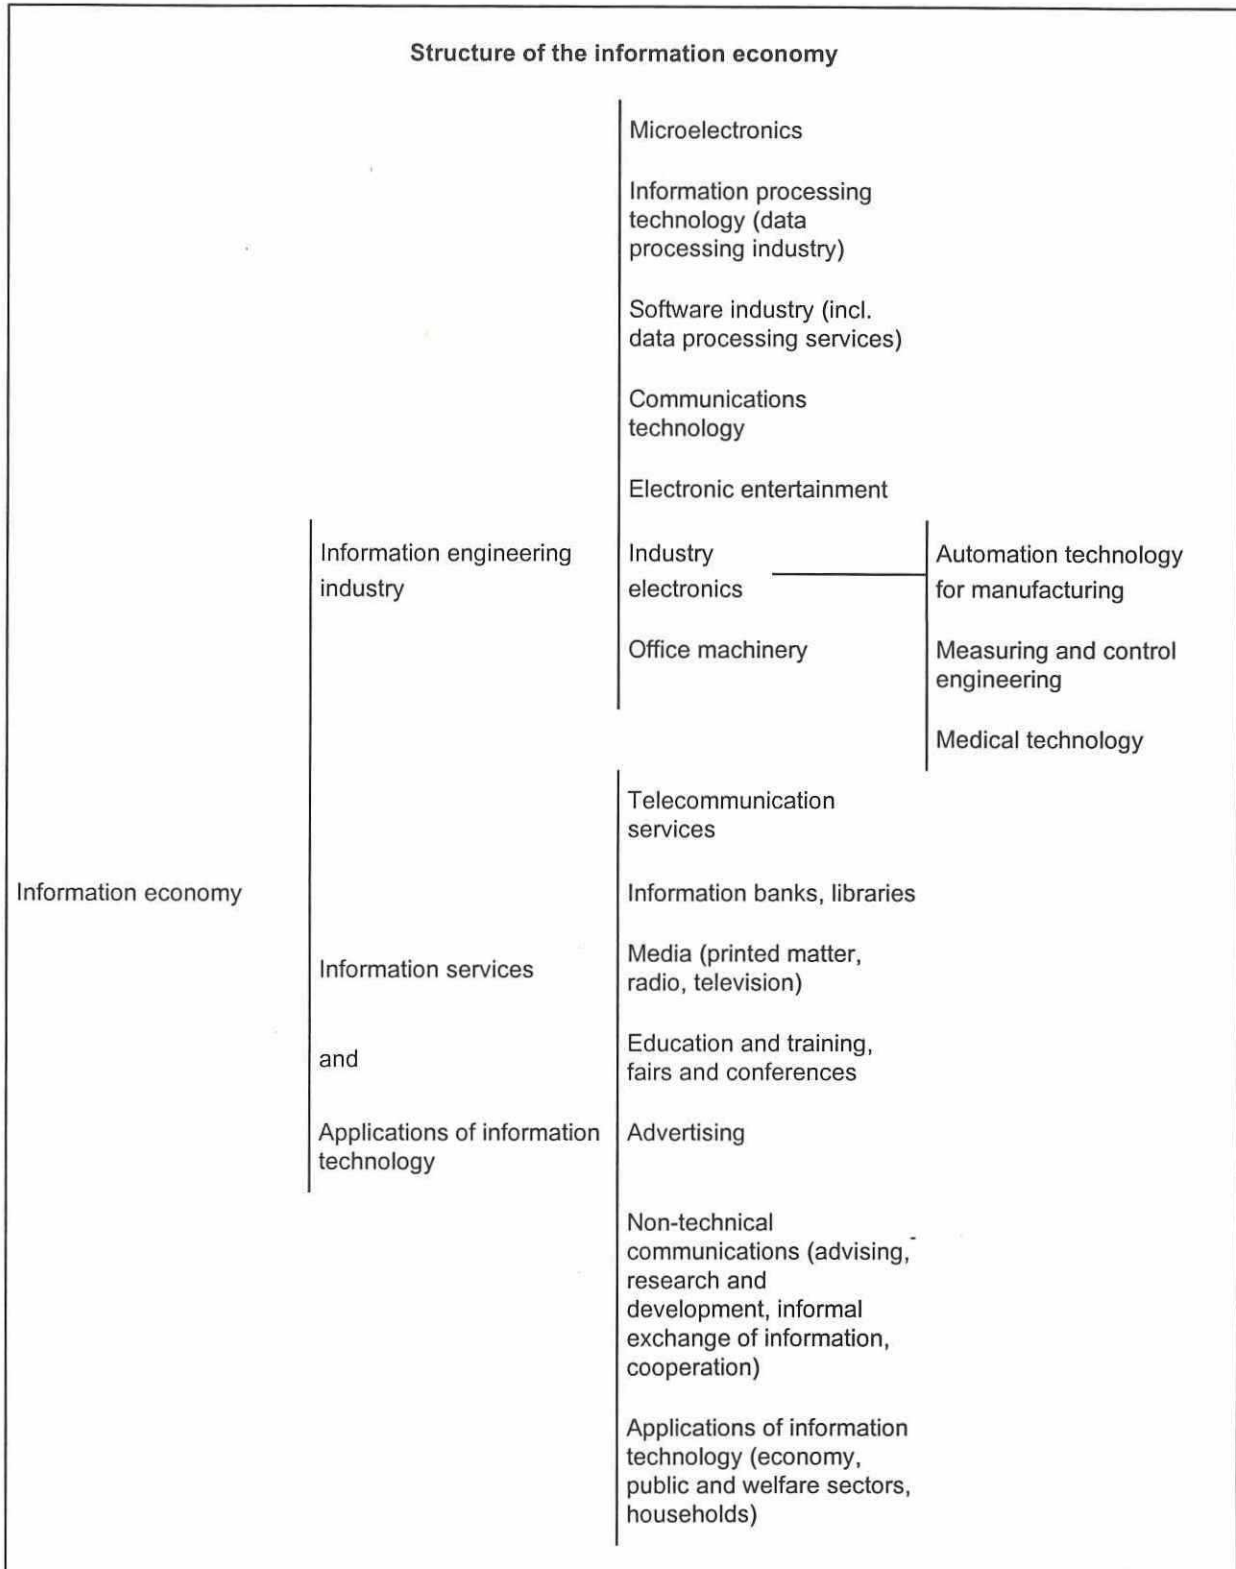 Structure of the information economy
Microelectronics
Information processing
technology (data
processing industry)
Software industry (incl.
data processing services)
Communications
technology
Electronic entertainment
Information engineering
industry
Industry
electronics
Automation technology
for manufacturing
Office machinery
Measuring and control
engineering
Medical technology
Telecommunication
services
Information economy
Information banks, libraries
Information services
Media (printed matter,
radio, television)
and
Education and training,
fairs and conferences
Applications of information
technology
Advertising
Non-technical
communications (advising,
research and
development, informal
exchange of information,
cooperation)
Applications of information
technology (economy,
public and welfare sectors,
households)